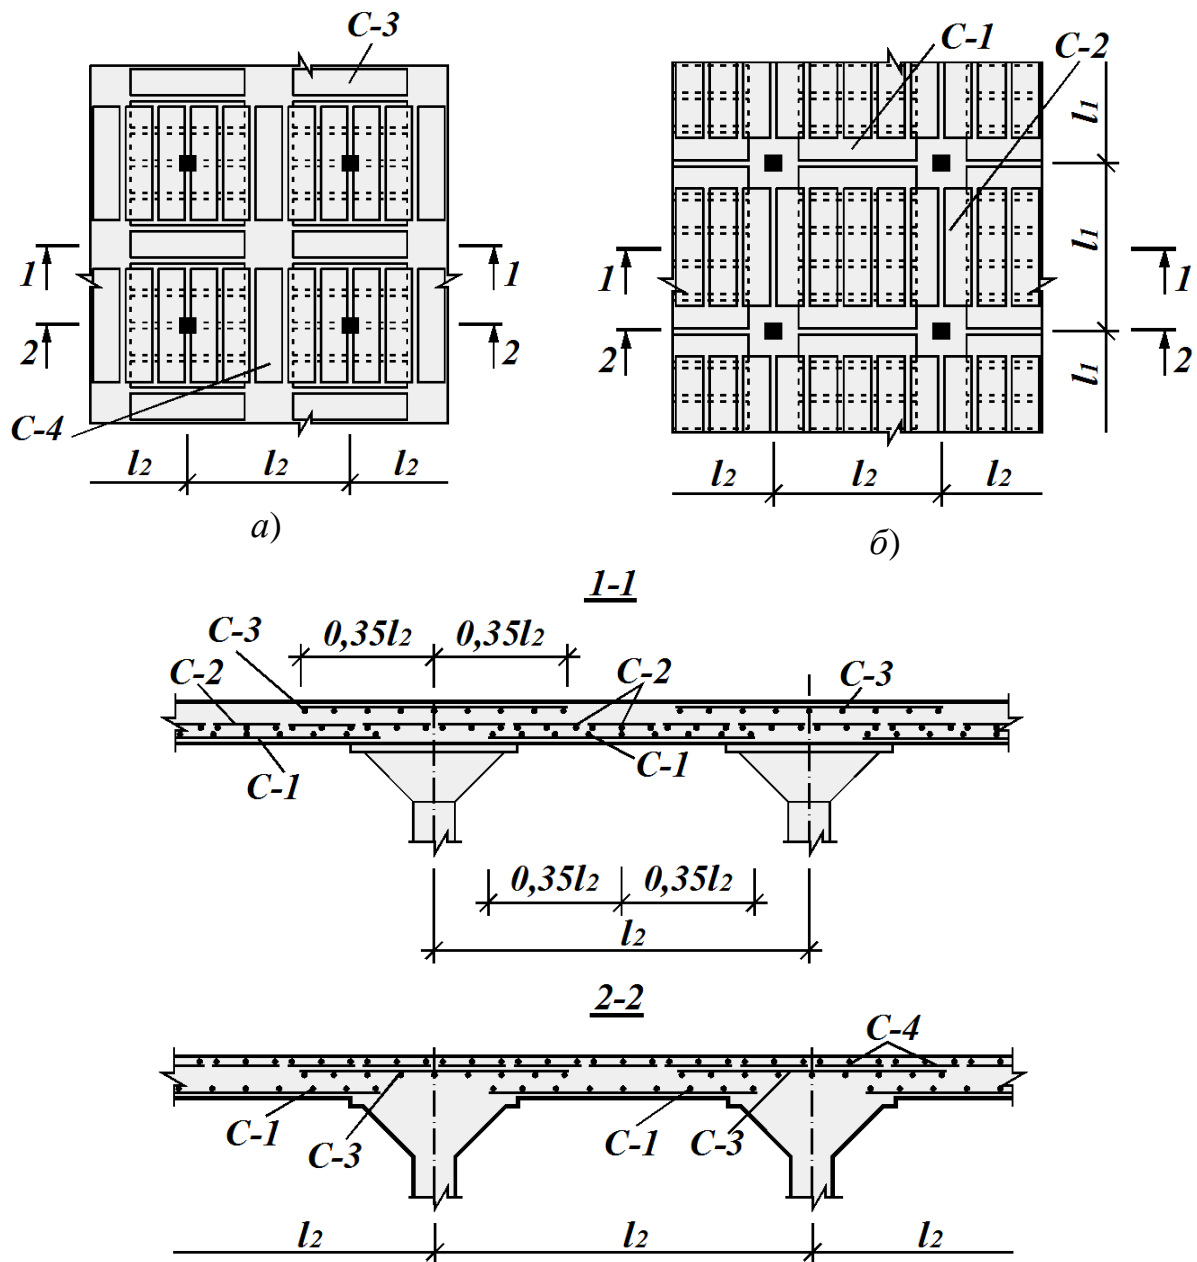 C-3
C-1
C-2
l1
1 1
l1
1 1
2 2
2 2
l1
C-4
l2 l2 l2
l2 l2 l2
а)
б)
1-1
C-3 0,35l2 0,35l2
C-2 C-2 C-3
C-1 C-1
0,35l2 0,35l2
l2
2-2
C-4
C-1 C-3 C-1 C-3
l2 l2 l2